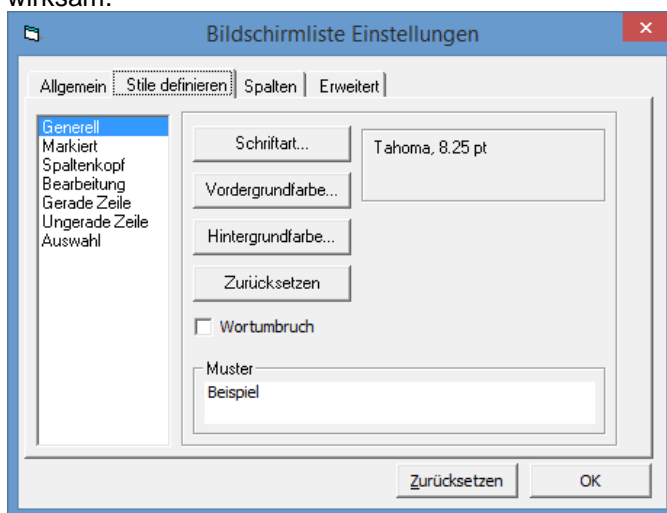 wirksam.
Bildschirmliste Einstellungen
Allgemein Stile definieren Spalten Erweitert
Generell
Markiert
Spaltenkopf
Bearbeitung
Gerade Zeile
Ungerade Zeile
Auswahl
Schriftart...
Tahoma, 8.25 pt
Vordergrundfarbe...
Hintergrundfarbe...
Zurücksetzen
Wortumbruch
Muster
Beispiel
Zurücksetzen OK